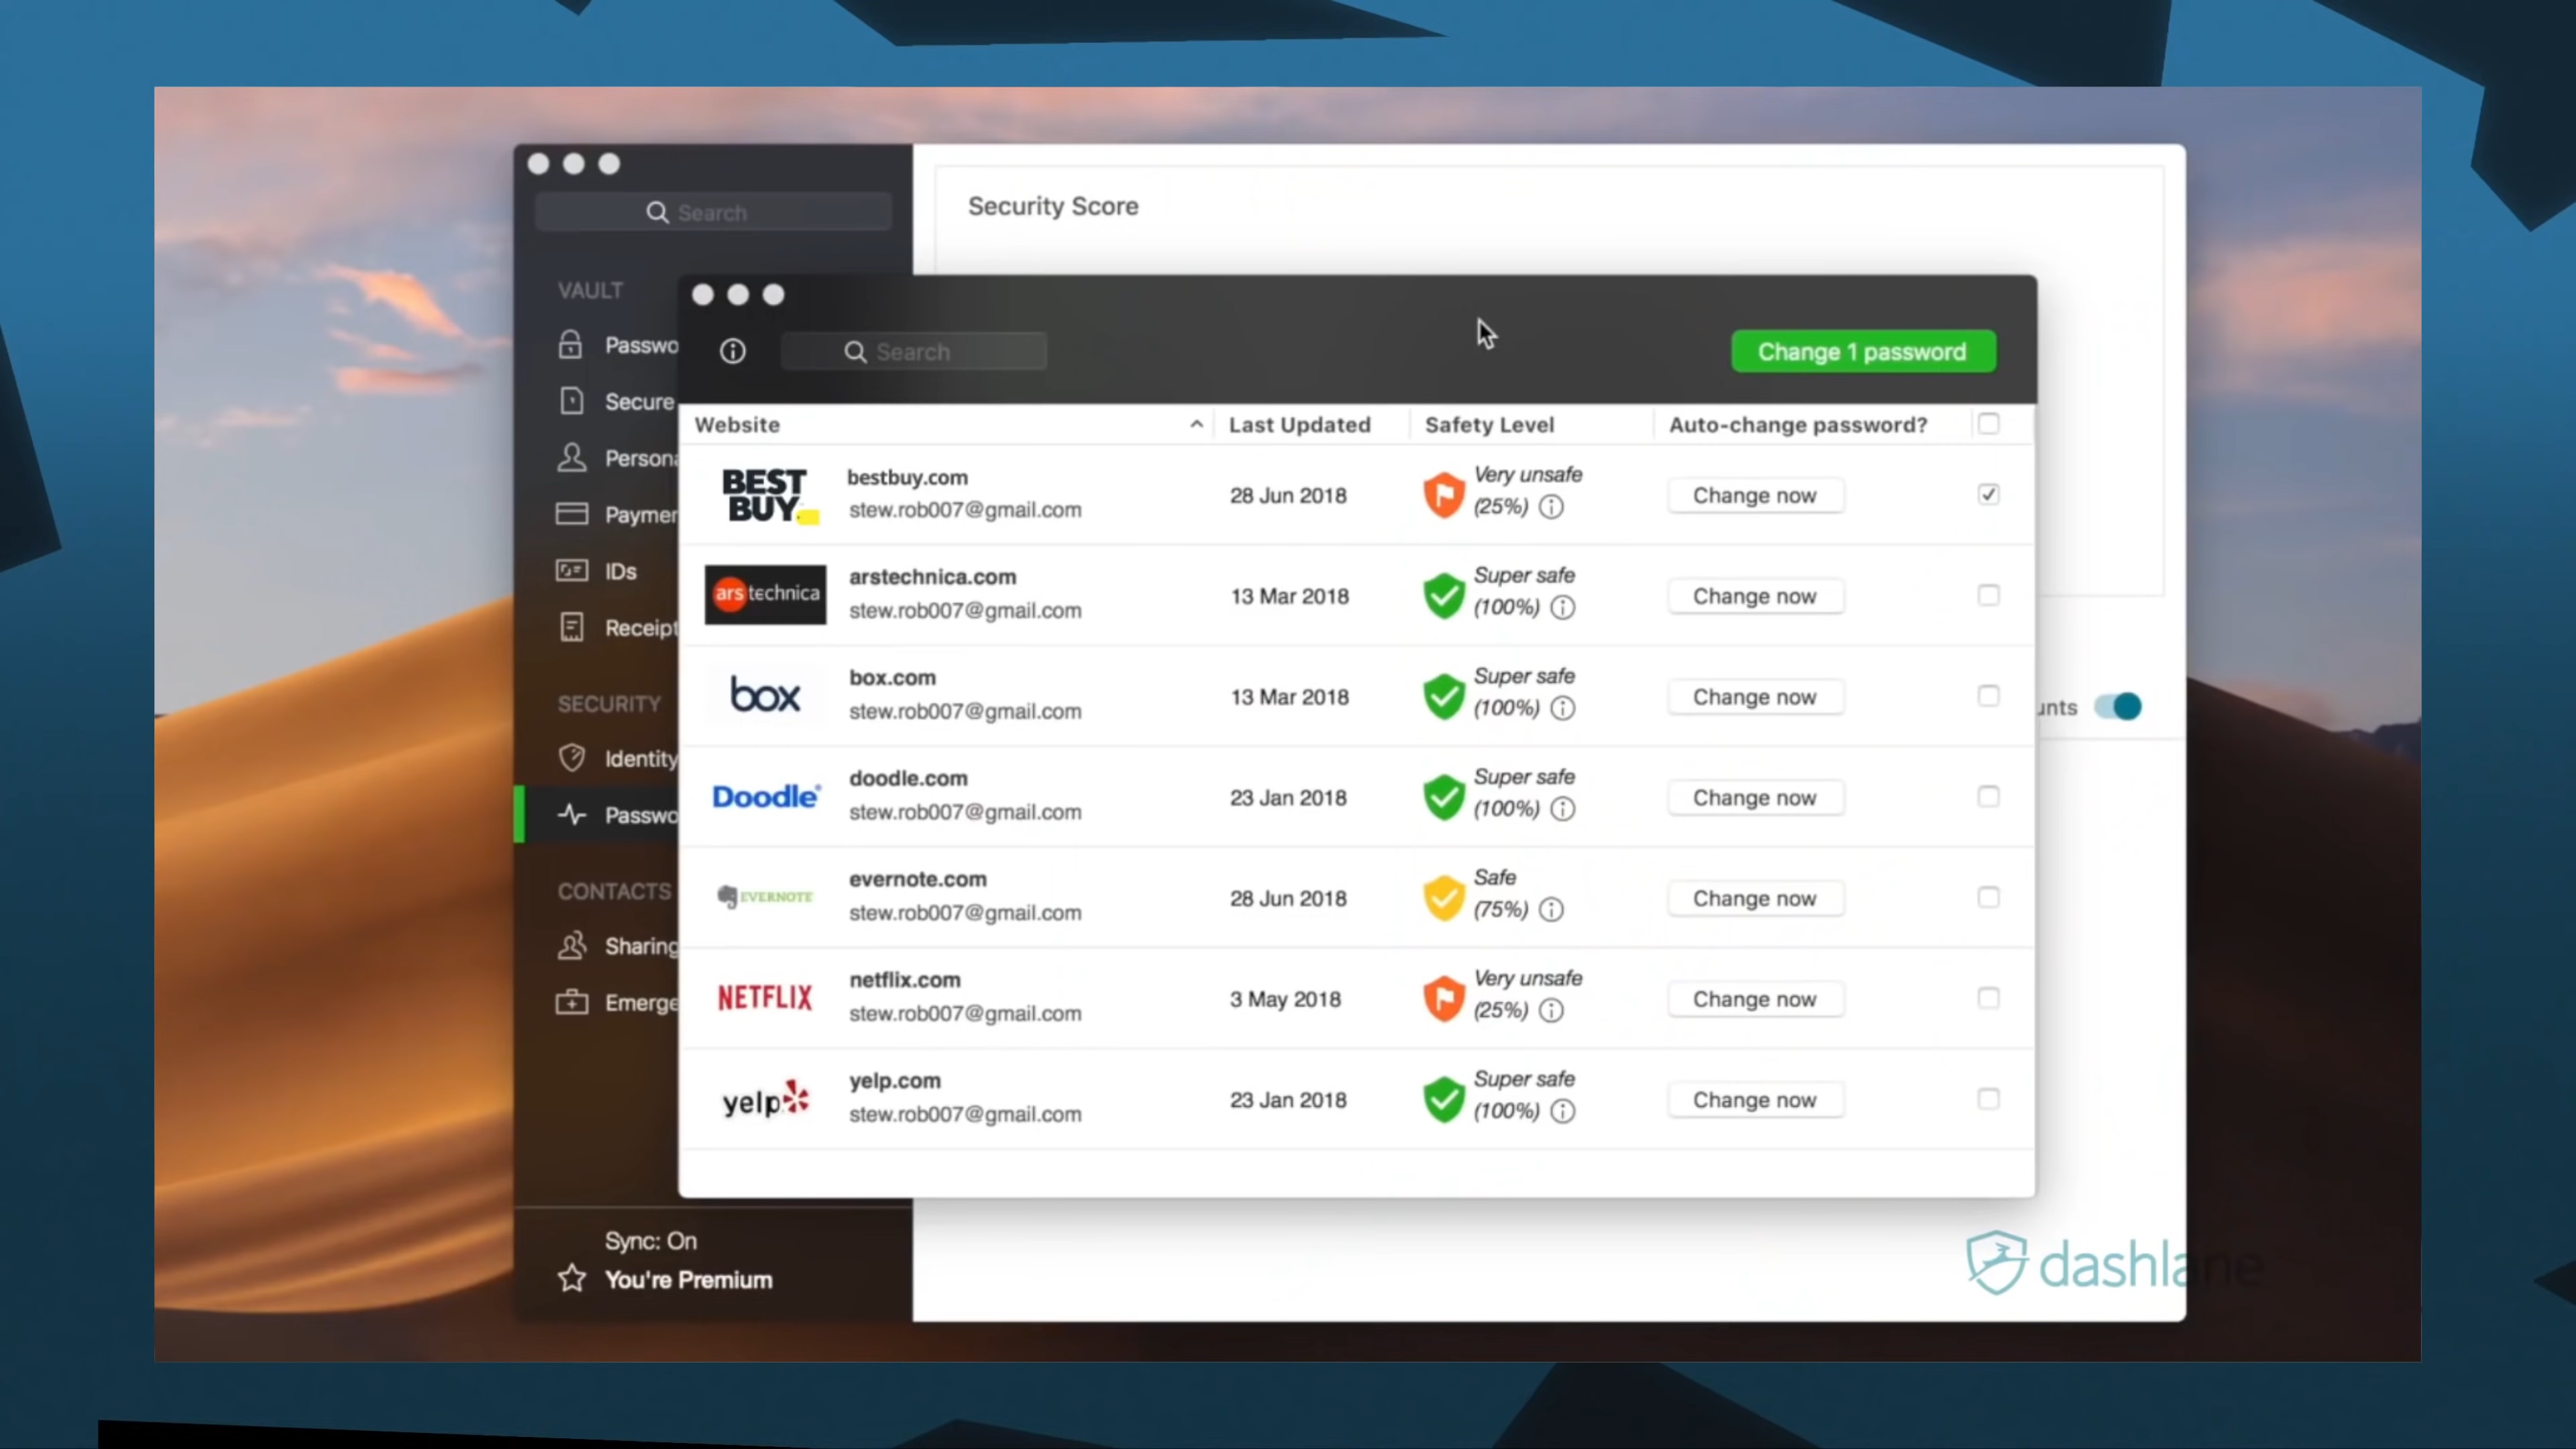 Search
Security Score
VAULT
Passwo
Secure
Persona
Paymen
IDs
Receipt
SECURITY
Identity
Passwo
CONTACTS
Sharing
Emerge
Sync: On
You're Premium
Search
Change 1 password
Website
Last Updated
Safety Level
Auto-change password?
BEST
BUY
bestbuy.com
stew.rob007@gmail.com
28 Jun 2018
Very unsafe
(25%)
Change now
ars technica
arstechnica.com
stew.rob007@gmail.com
13 Mar 2018
Super safe
(100%)
Change now
box
box.com
stew.rob007@gmail.com
13 Mar 2018
Super safe
(100%)
Change now
Doodle
doodle.com
stew.rob007@gmail.com
23 Jan 2018
Super safe
(100%)
Change now
EVERNOTE
evernote.com
stew.rob007@gmail.com
28 Jun 2018
Safe
(75%)
Change now
NETFLIX
netflix.com
stew.rob007@gmail.com
3 May 2018
Very unsafe
(25%)
Change now
yelp
yelp.com
stew.rob007@gmail.com
23 Jan 2018
Super safe
(100%)
Change now
unts
dashlane